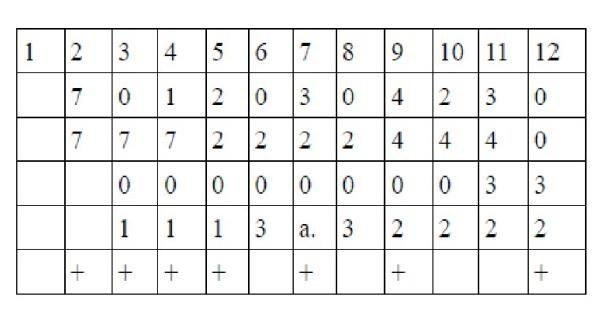 1 2 3 4 5 6 7 8 9 10 11 12
7 0 1 2 0 3 0 4 2 3 0
7 7 7 2 2 2 2 4 4 4 0
0 0 0 0 0 0 0 0 3 3
1 1 1 3 a. 3 2 2 2 2
+ + + + + + +